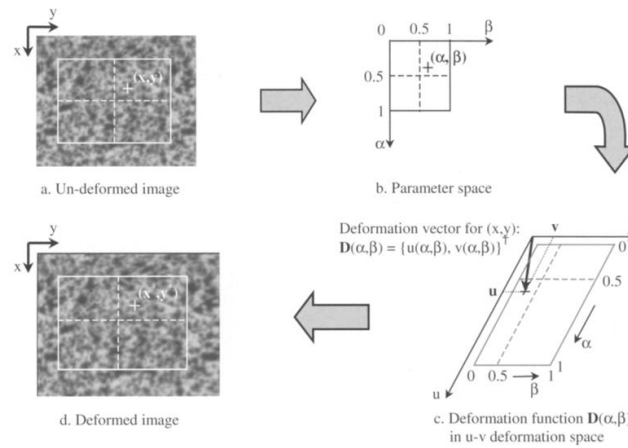 y
x
(x,y)
a. Un-deformed image
0 0.5 1
β
(α, β)
0.5
1
α
b. Parameter space
Deformation vector for (x,y):
D(α,β) = {u(α,β), v(α,β)}†
v
0
0.5
u
α
1
0 0.5 1
β
u
c. Deformation function D(α,β)
in u-v deformation space
y
x
(x',y')
d. Deformed image